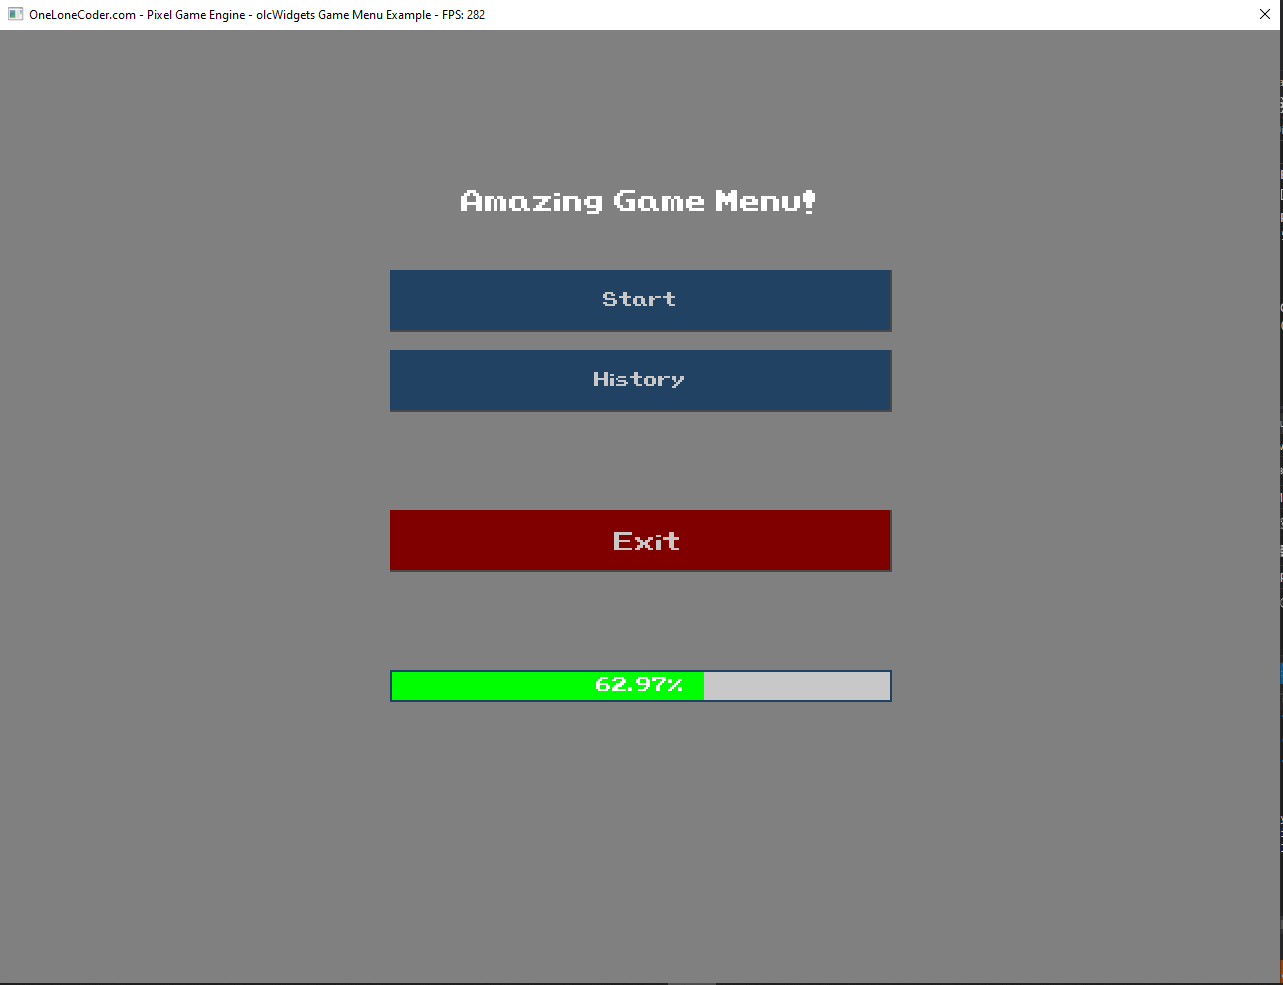 OneLoneCoder.com - Pixel Game Engine - olcWidgets Game Menu Example - FPS: 282
Amazing Game Menu!
Start
History
Exit
62.97%